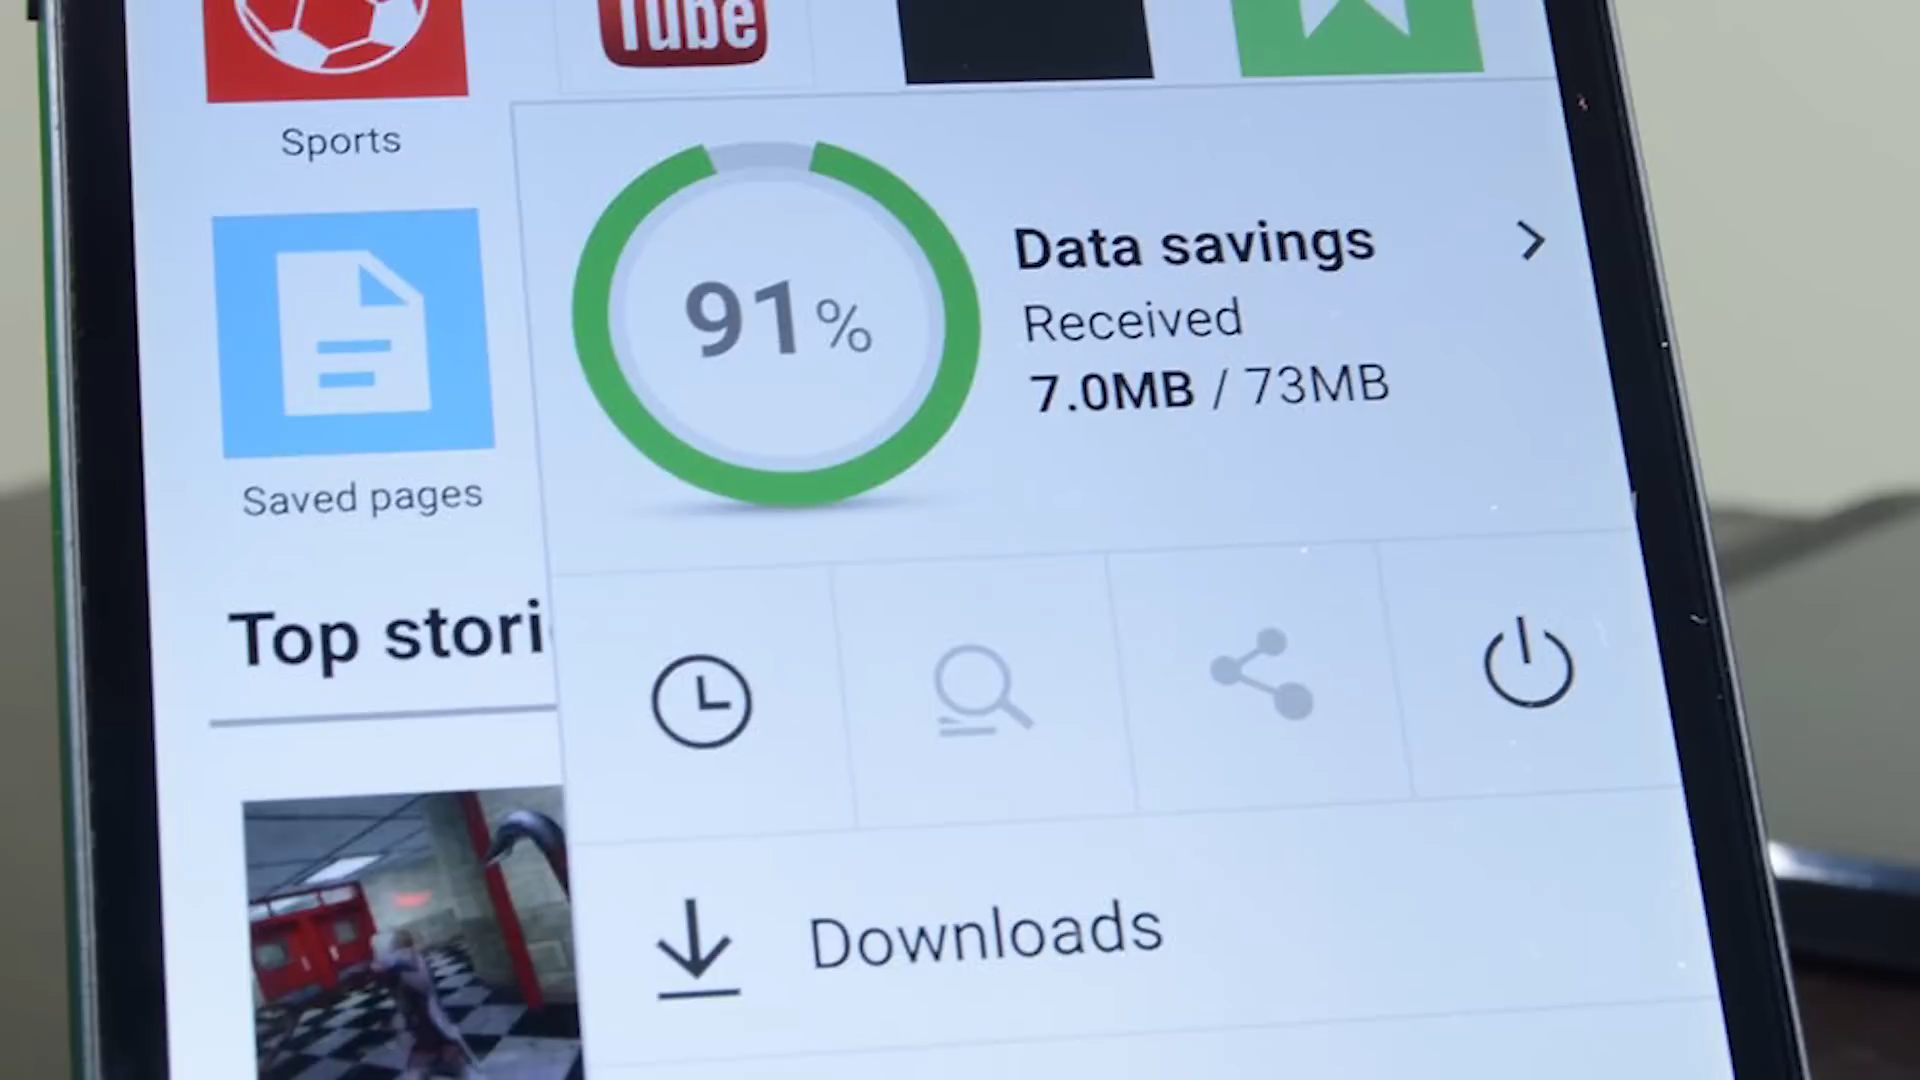 Tube
Sports
91%
Data savings
Received
7.0MB / 73MB
Saved pages
Top stori
Downloads